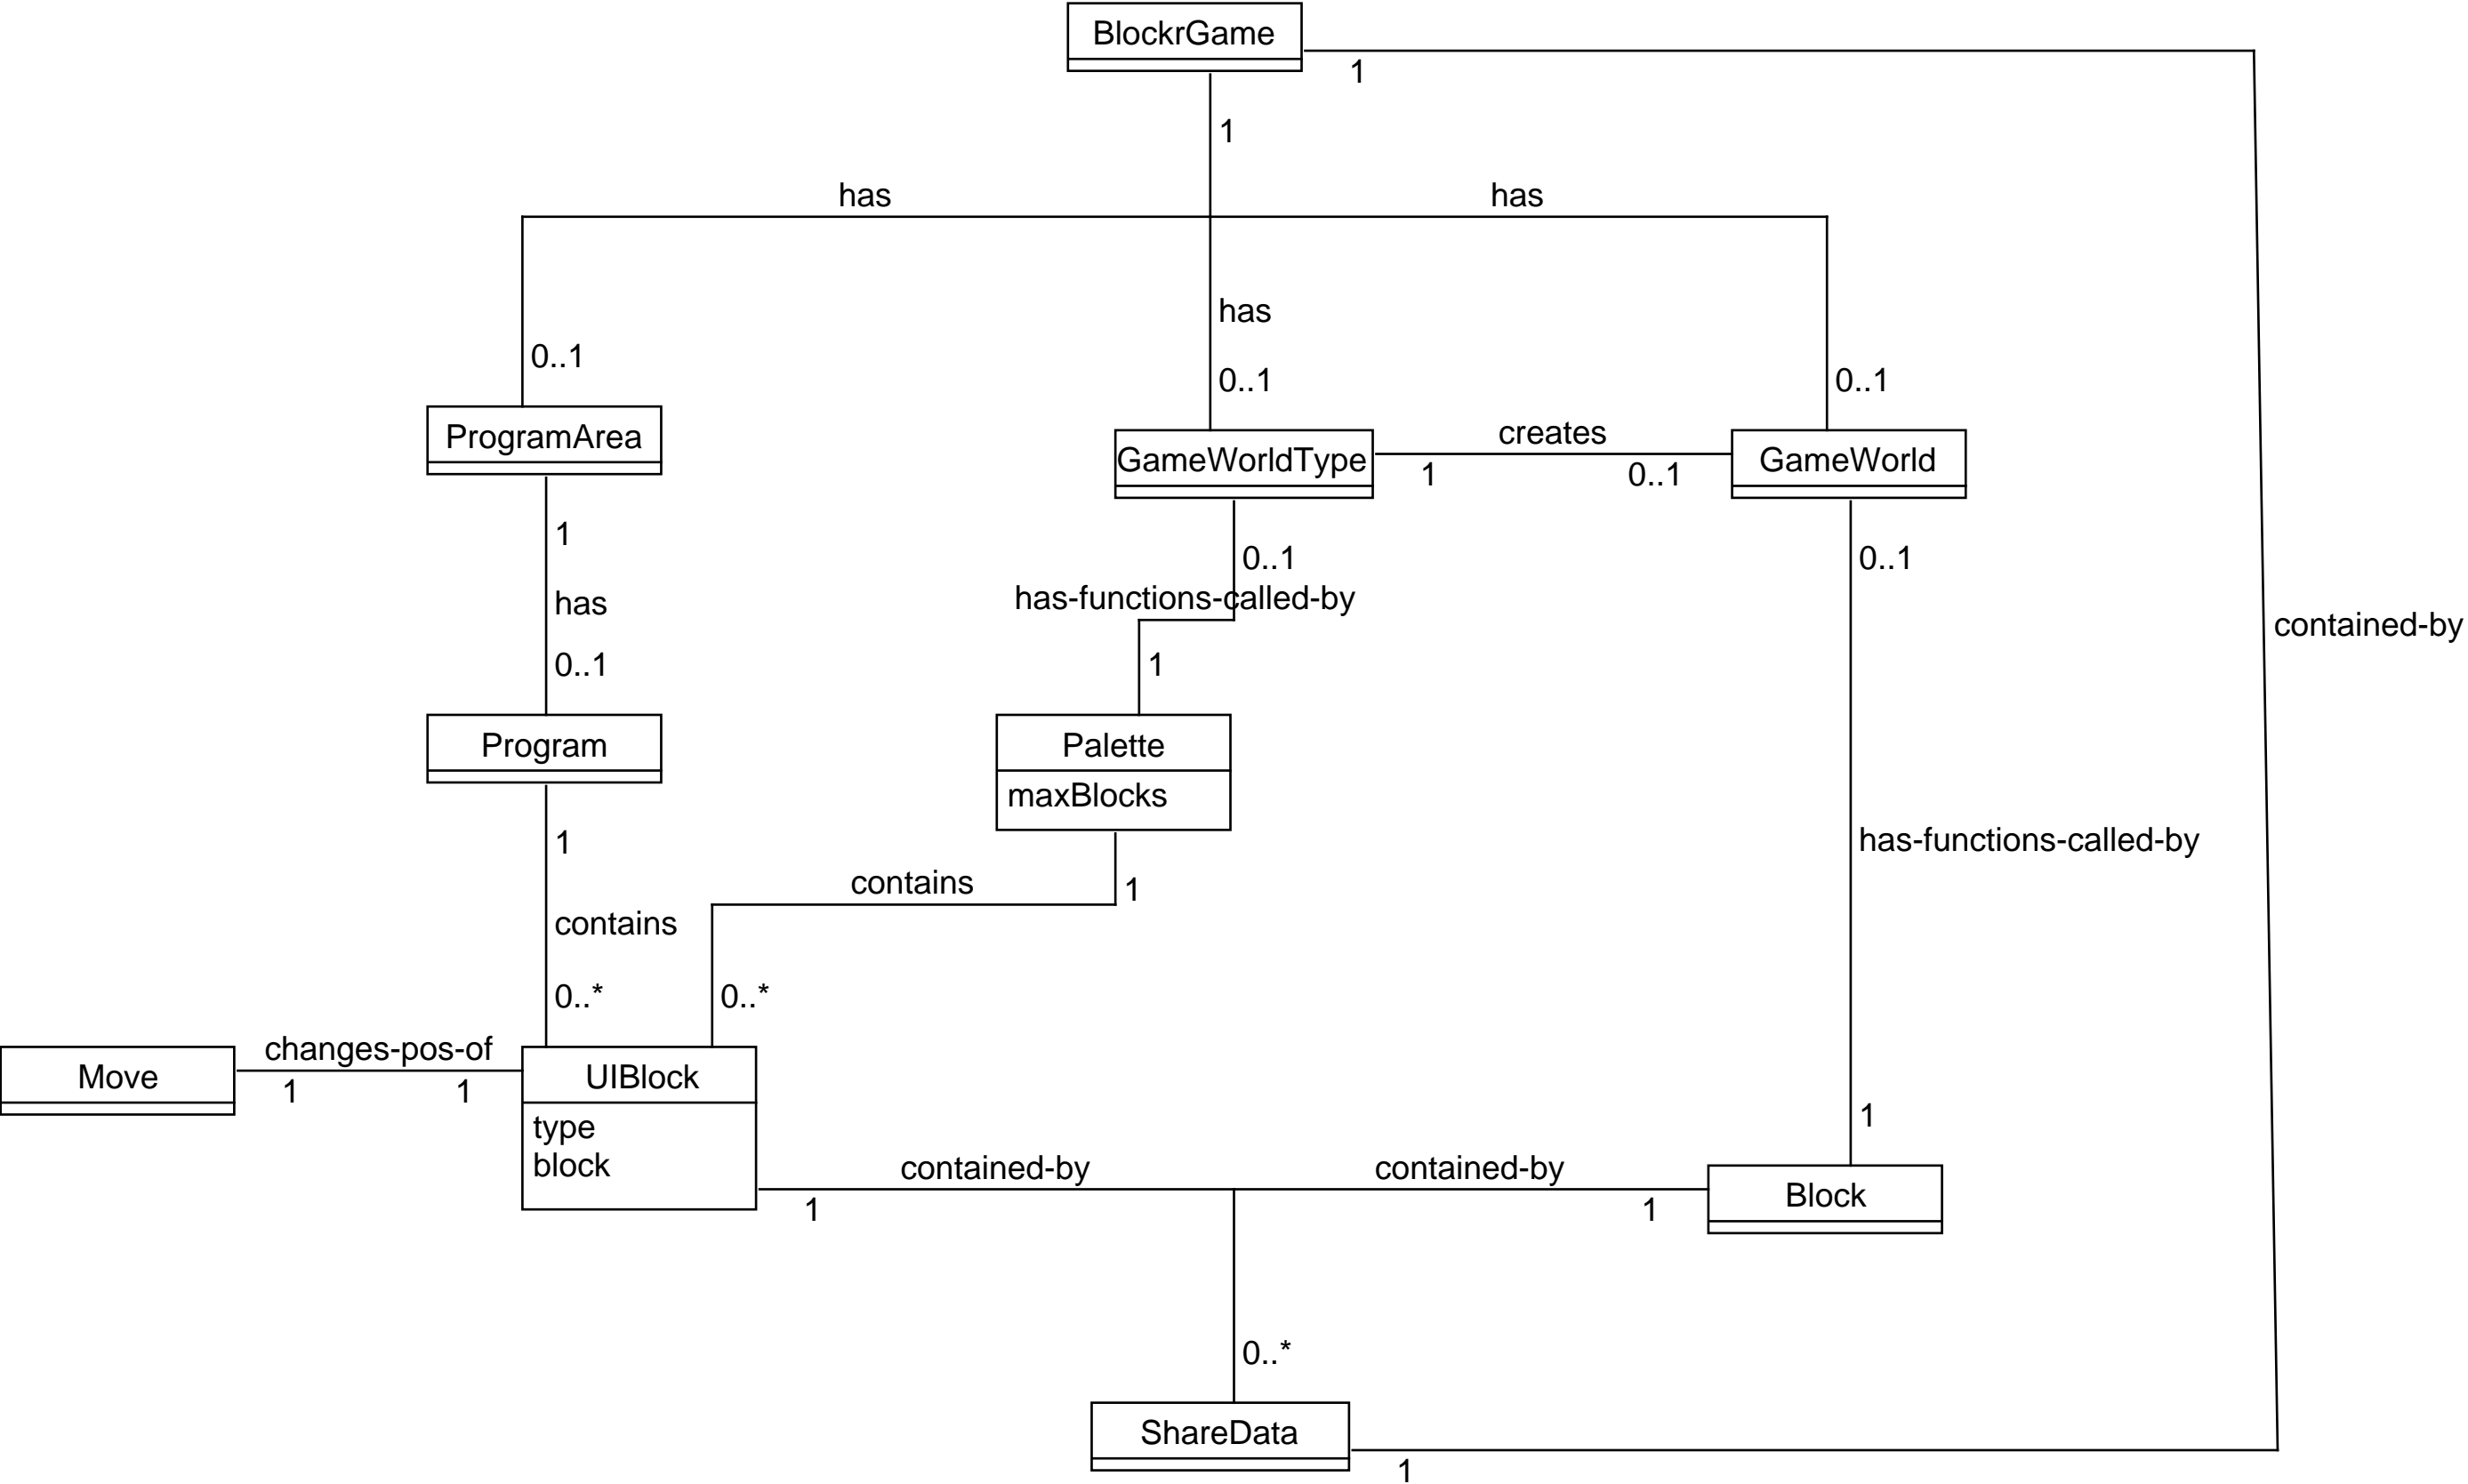 BlockrGame
1
1
has
has
has
0..1
0..1
0..1
ProgramArea
GameWorldType
creates
1
0..1
GameWorld
1
0..1
0..1
has-functions-called-by
has
contained-by
0..1
1
Program
Palette
maxBlocks
1
has-functions-called-by
contains
1
contains
0..*
0..*
Move
changes-pos-of
1
1
UIBlock
type
block
1
contained-by
contained-by
1
1
Block
0..*
ShareData
1